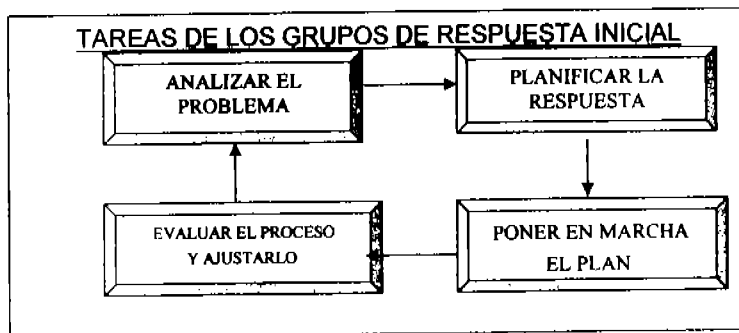 TAREAS DE LOS GRUPOS DE RESPUESTA INICIAL
ANALIZAR EL
PROBLEMA
PLANIFICAR LA
RESPUESTA
EVALUAR EL PROCESO
Y AJUSTARLO
PONER EN MARCHA
EL PLAN